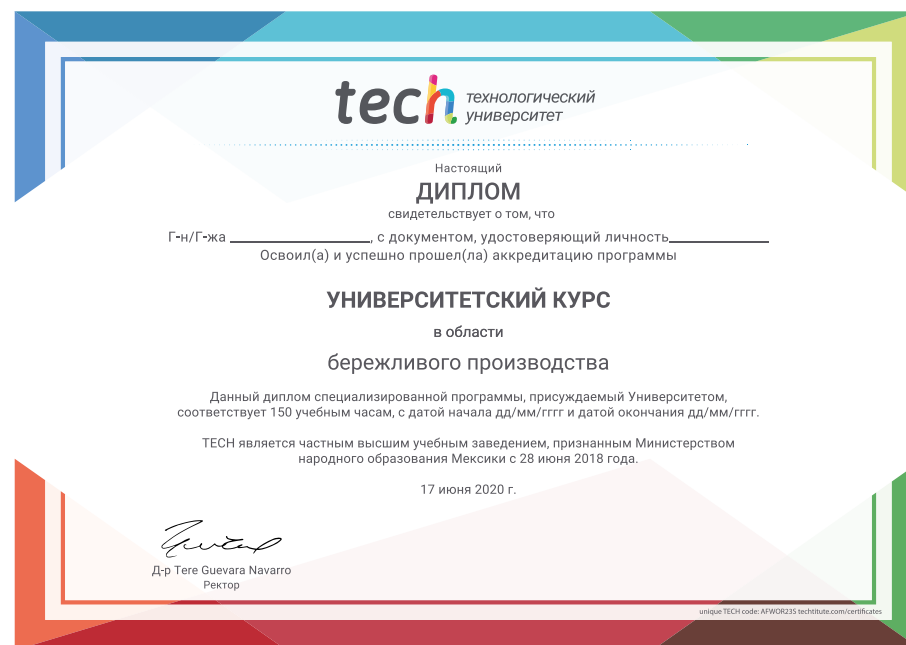 tech технологический
университет
Настоящий
ДИПЛОМ
свидетельствует о том, что
Г-н/Г-жа ____________________, с документом, удостоверяющий личность______________
Освоил(а) и успешно прошел(ла) аккредитацию программы
УНИВЕРСИТЕТСКИЙ КУРС
в области
бережливого производства
Данный диплом специализированной программы, присуждаемый Университетом,
соответствует 150 учебным часам, с датой начала дд/мм/гггг и датой окончания дд/мм/гггг.
TECH является частным высшим учебным заведением, признанным Министерством
народного образования Мексики с 28 июня 2018 года.
17 июня 2020 г.
Д-р Tere Guevara Navarro
Ректор
unique TECH code: AFWOR23S techtitute.com/certificates